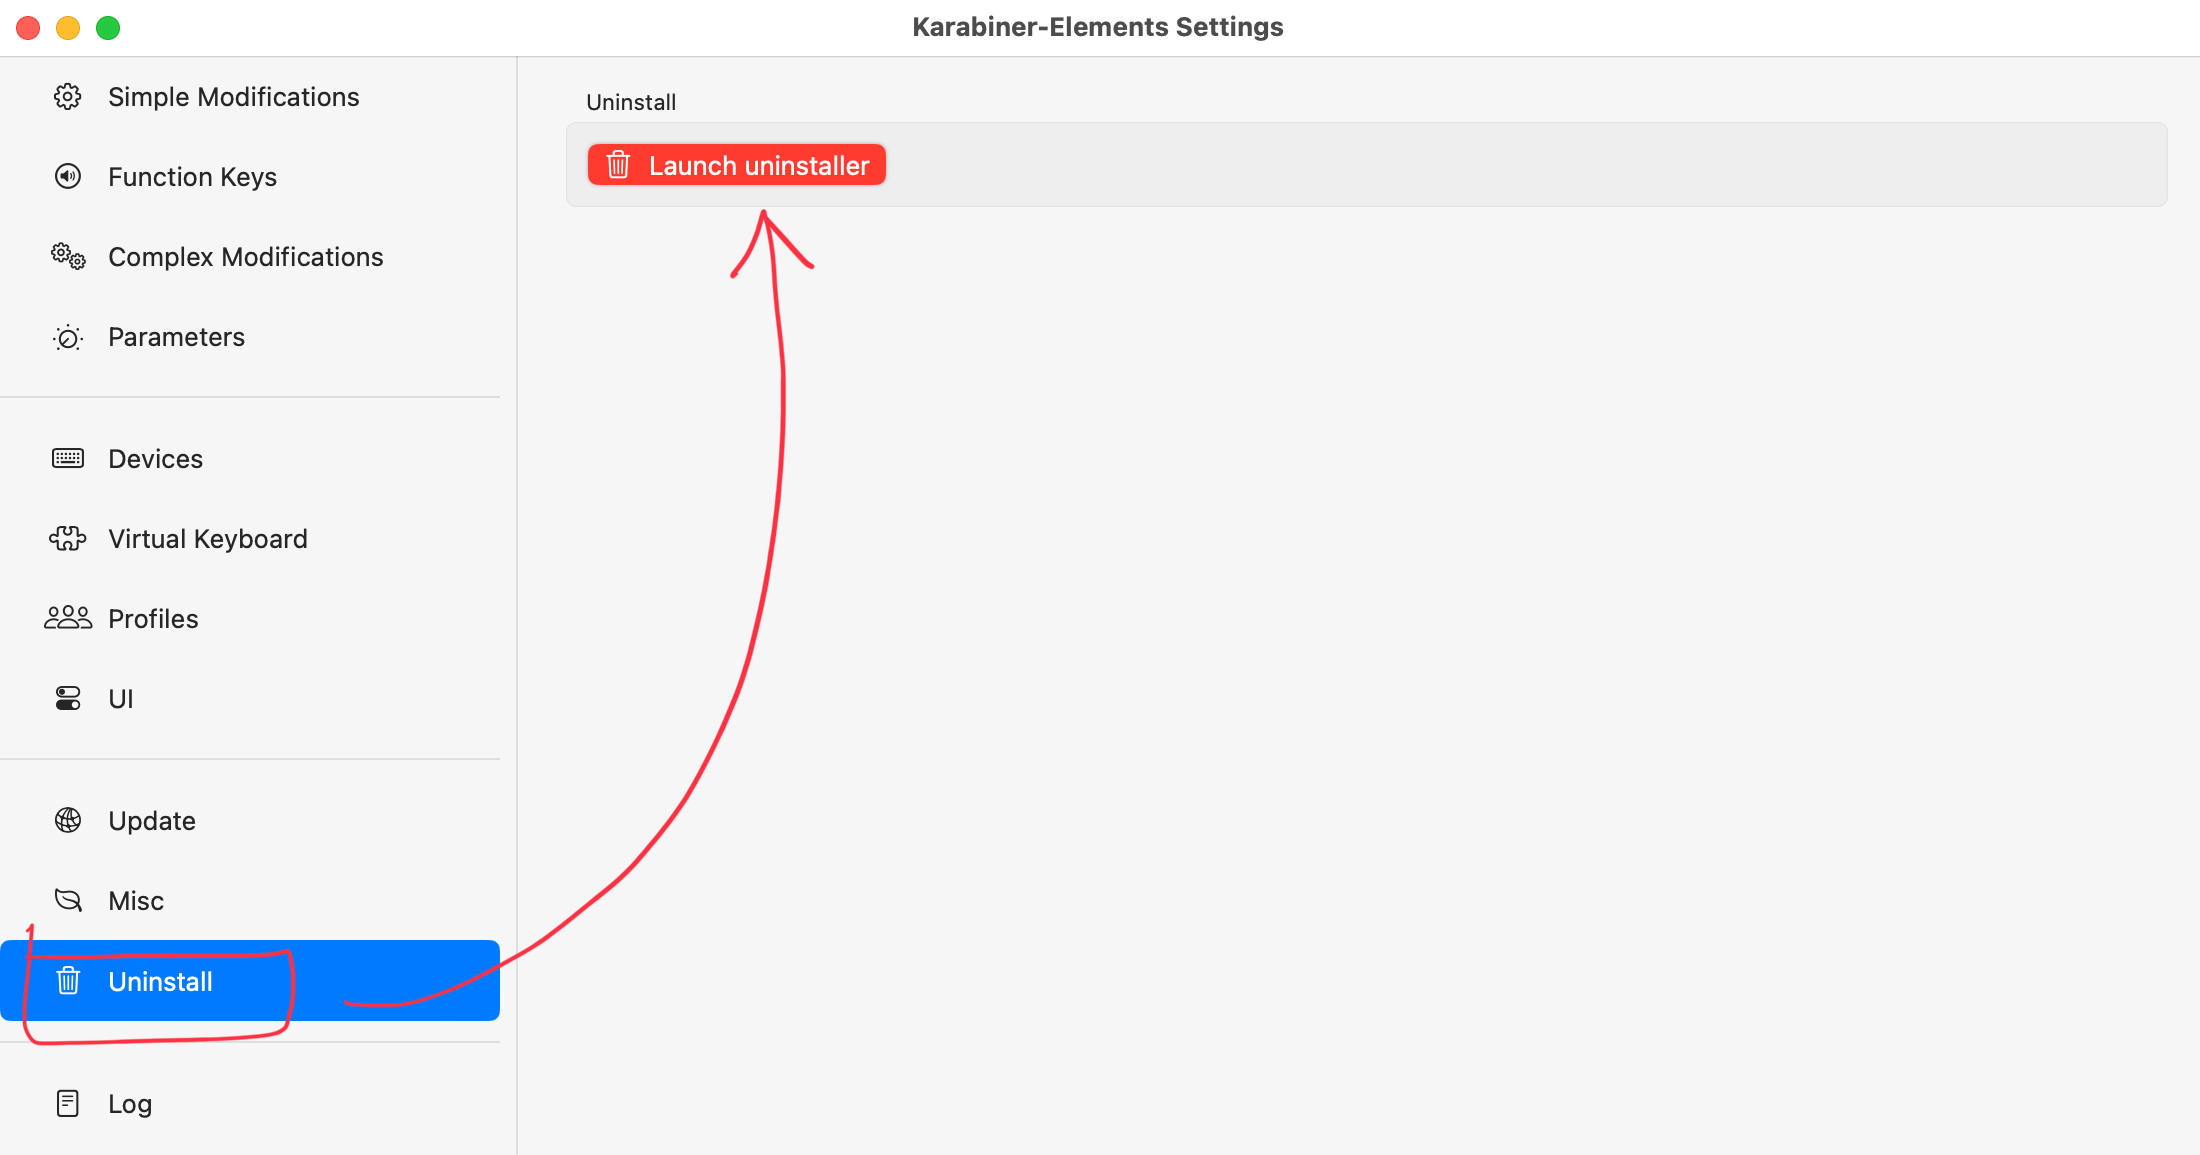 Karabiner-Elements Settings
Simple Modifications
Function Keys
Complex Modifications
Parameters
Devices
Virtual Keyboard
Profiles
UI
Update
Misc
Uninstall
Log
Uninstall
Launch uninstaller